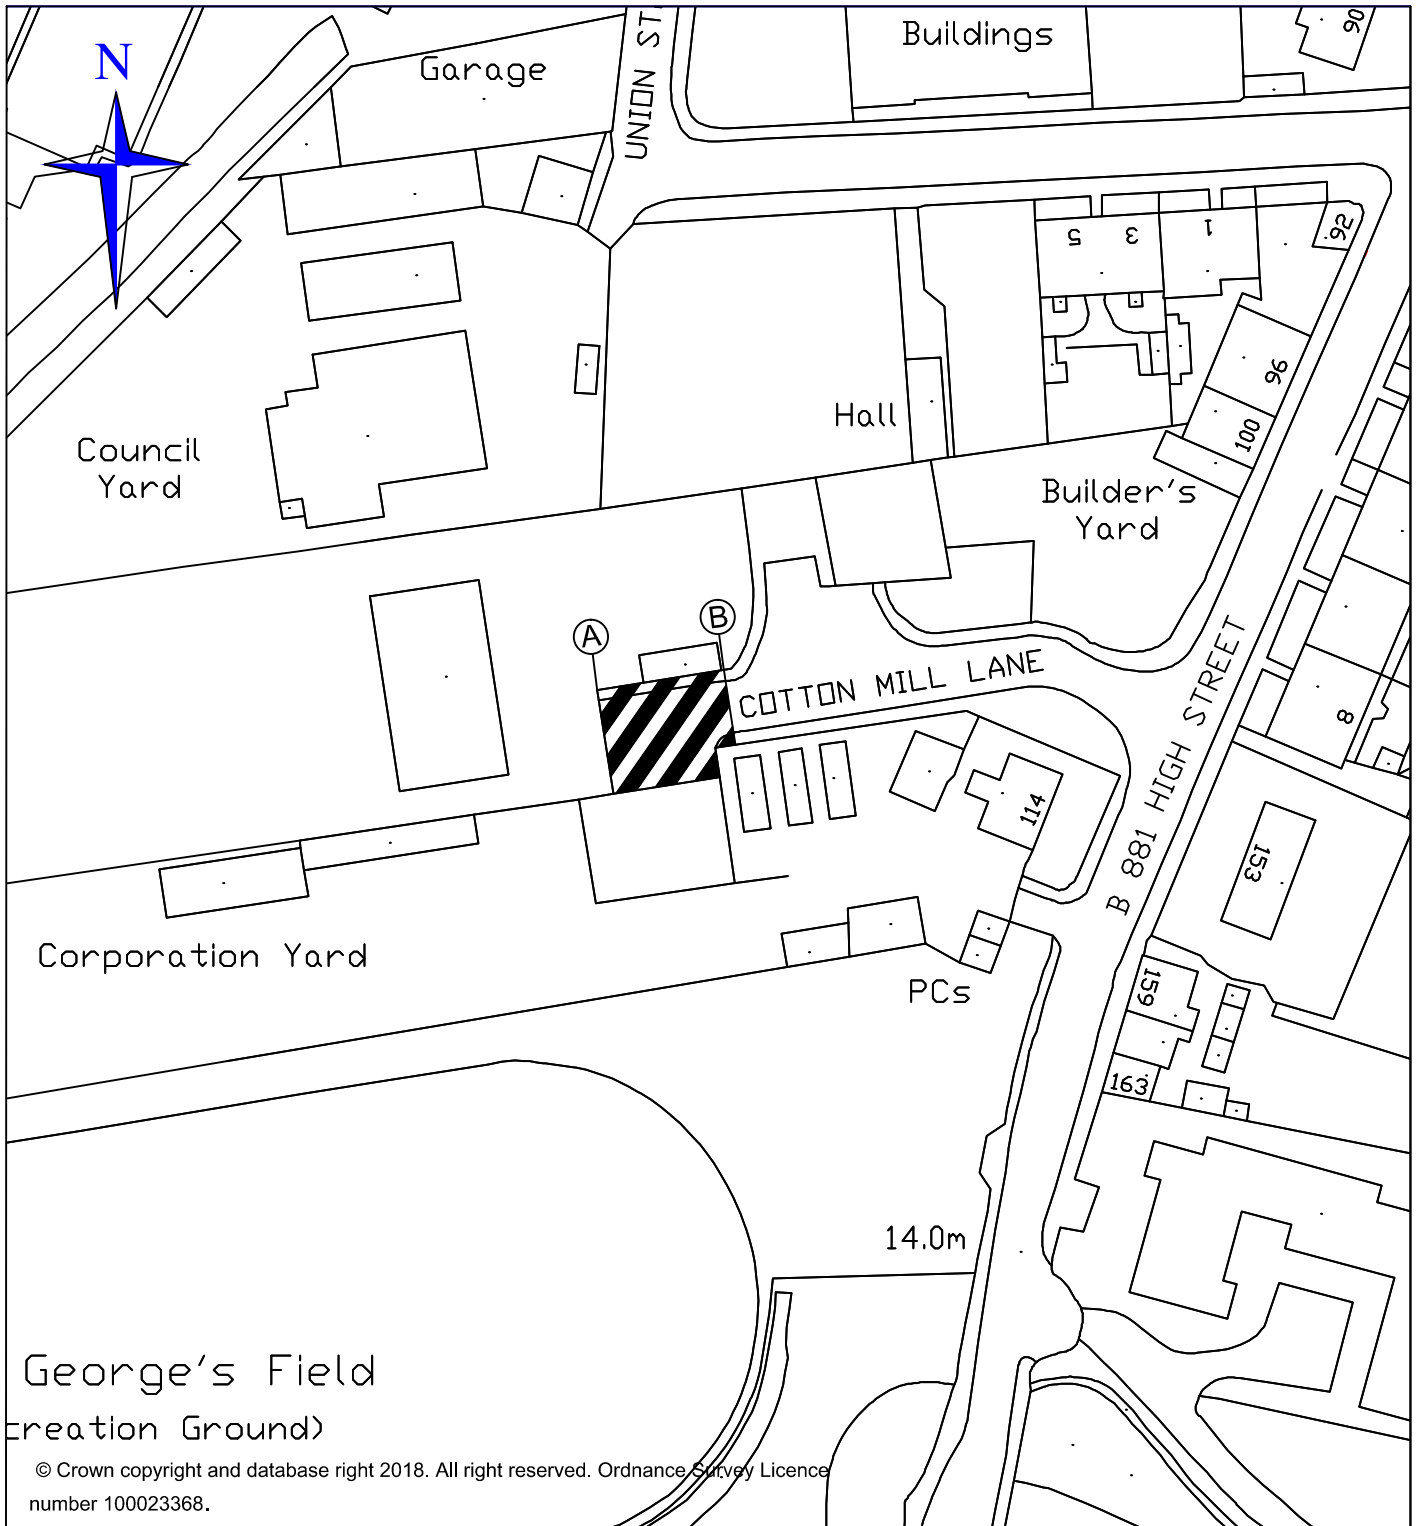 Buildings
90
N
Garage
UNION ST
5
3
1
92
96
100
Hall
Council
Yard
Builder's
Yard
A
B
COTTON MILL LANE
B 881 HIGH STREET
8
114
153
Corporation Yard
PCs
159
163
14.0m
George's Field
creation Ground)
© Crown copyright and database right 2018. All right reserved. Ordnance Survey Licence
number 100023368.